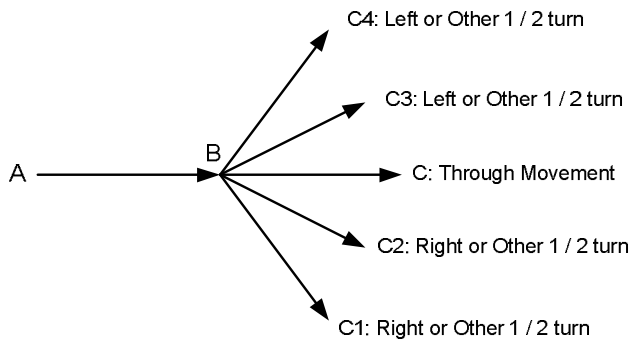 C4: Left or Other 1 / 2 turn
C3: Left or Other 1 / 2 turn
B
A
C: Through Movement
C2: Right or Other 1 / 2 turn
C1: Right or Other 1 / 2 turn